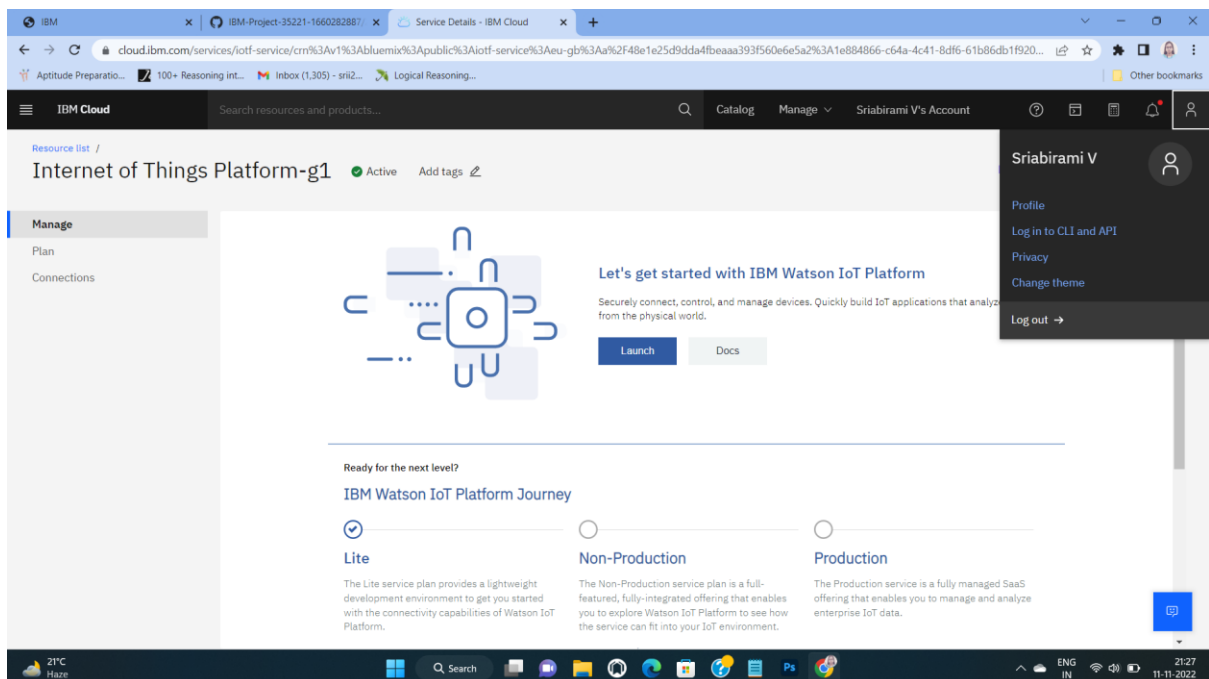 IBM
IBM-Project-35221-1660282887/
Service Details - IBM Cloud
cloud.ibm.com/services/iotf-service/crn%3Av1%3Abluemix%3Apublic%3Aiotf-service%3Aeu-gb%3Aa%2F48e1e25d9dda4fbeaaa393f560e6e5a2%3A1e884866-c64a-4c41-8df6-61b86db1f920...
Aptitude Preparatio...
100+ Reasoning int...
Inbox (1,305) - srii2...
Logical Reasoning...
Other bookmarks
IBM Cloud
Search resources and products...
Catalog
Manage
Sriabirami V's Account
Resource list /
Internet of Things Platform-g1
Active
Add tags
Sriabirami V
Profile
Log in to CLI and API
Privacy
Change theme
Log out →
Manage
Plan
Connections
Let's get started with IBM Watson IoT Platform
Securely connect, control, and manage devices. Quickly build IoT applications that analyz
from the physical world.
Launch
Docs
Ready for the next level?
IBM Watson IoT Platform Journey
Lite
The Lite service plan provides a lightweight
development environment to get you started
with the connectivity capabilities of Watson IoT
Platform.
Non-Production
The Non-Production service plan is a full-
featured, fully-integrated offering that enables
you to explore Watson IoT Platform to see how
the service can fit into your IoT environment.
Production
The Production service is a fully managed SaaS
offering that enables you to manage and analyze
enterprise IoT data.
21°C
Haze
Search
Ps
ENG
IN
21:27
11-11-2022